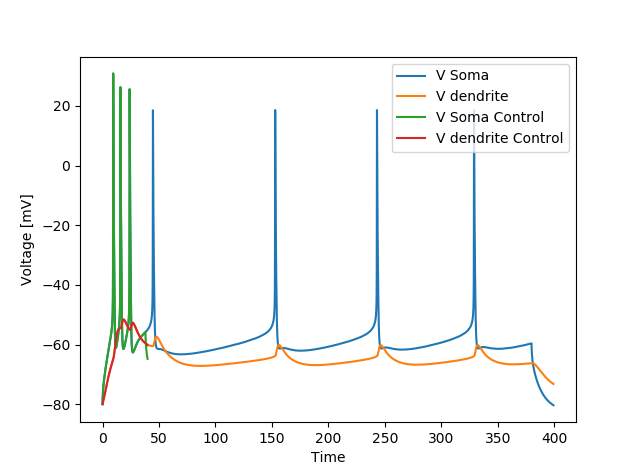 V Soma
V dendrite
V Soma Control
V dendrite Control
Voltage [mV]
20
0
−20
−40
−60
−80
0 50 100 150 200 250 300 350 400
Time